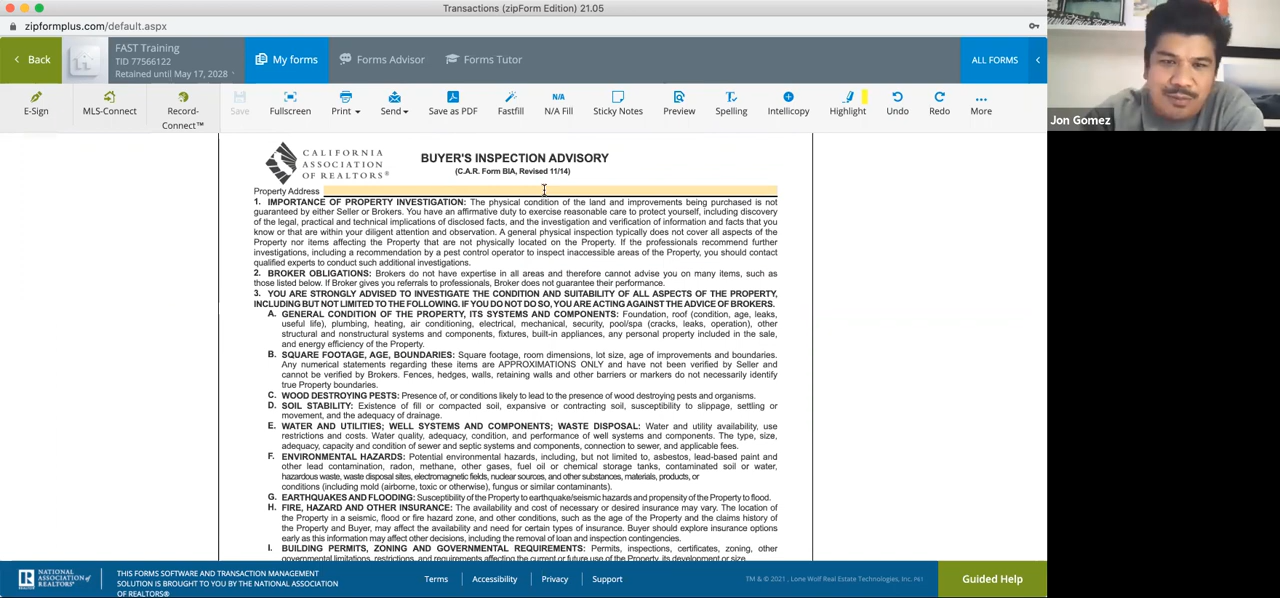 Transactions (zipForm Edition) 21.05
zipformplus.com/default.aspx
Back
FAST Training
TID 77566122
Retained until May 17, 2028
My forms
Forms Advisor
Forms Tutor
ALL FORMS
E-Sign
MLS-Connect
Record-
Connect™
Save
Fullscreen
Print
Send
Save as PDF
Fastfill
N/A
N/A Fill
Sticky Notes
Preview
Spelling
Intellicopy
Highlight
Undo
Redo
More
Jon Gomez
CALIFORNIA
ASSOCIATION
OF REALTORS®
BUYER'S INSPECTION ADVISORY
(C.A.R. Form BIA, Revised 11/14)
Property Address
1. IMPORTANCE OF PROPERTY INVESTIGATION: The physical condition of the land and improvements being purchased is not
guaranteed by either Seller or Brokers. You have an affirmative duty to exercise reasonable care to protect yourself, including discovery
of the legal, practical and technical implications of disclosed facts, and the investigation and verification of information and facts that you
know or that are within your diligent attention and observation. A general physical inspection typically does not cover all aspects of the
Property nor items affecting the Property that are not physically located on the Property. If the professionals recommend further
investigations, including a recommendation by a pest control operator to inspect inaccessible areas of the Property, you should contact
qualified experts to conduct such additional investigations.
2. BROKER OBLIGATIONS: Brokers do not have expertise in all areas and therefore cannot advise you on many items, such as
those listed below. If Broker gives you referrals to professionals, Broker does not guarantee their performance.
3. YOU ARE STRONGLY ADVISED TO INVESTIGATE THE CONDITION AND SUITABILITY OF ALL ASPECTS OF THE PROPERTY,
INCLUDING BUT NOT LIMITED TO THE FOLLOWING. IF YOU DO NOT DO SO, YOU ARE ACTING AGAINST THE ADVICE OF BROKERS.
A. GENERAL CONDITION OF THE PROPERTY, ITS SYSTEMS AND COMPONENTS: Foundation, roof (condition, age, leaks,
useful life), plumbing, heating, air conditioning, electrical, mechanical, security, pool/spa (cracks, leaks, operation), other
structural and nonstructural systems and components, fixtures, built-in appliances, any personal property included in the sale,
and energy efficiency of the Property.
B. SQUARE FOOTAGE, AGE, BOUNDARIES: Square footage, room dimensions, lot size, age of improvements and boundaries.
Any numerical statements regarding these items are APPROXIMATIONS ONLY and have not been verified by Seller and
cannot be verified by Brokers. Fences, hedges, walls, retaining walls and other barriers or markers do not necessarily identify
true Property boundaries.
C. WOOD DESTROYING PESTS: Presence of, or conditions likely to lead to the presence of wood destroying pests and organisms.
D. SOIL STABILITY: Existence of fill or compacted soil, expansive or contracting soil, susceptibility to slippage, settling or
movement, and the adequacy of drainage.
E. WATER AND UTILITIES; WELL SYSTEMS AND COMPONENTS; WASTE DISPOSAL: Water and utility availability, use
restrictions and costs. Water quality, adequacy, condition, and performance of well systems and components. The type, size,
adequacy, capacity and condition of sewer and septic systems and components, connection to sewer, and applicable fees.
F. ENVIRONMENTAL HAZARDS: Potential environmental hazards, including, but not limited to, asbestos, lead-based paint and
other lead contamination, radon, methane, other gases, fuel oil or chemical storage tanks, contaminated soil or water,
hazardous waste, waste disposal sites, electromagnetic fields, nuclear sources, and other substances, materials, products, or
conditions (including mold (airborne, toxic or otherwise), fungus or similar contaminants).
G. EARTHQUAKES AND FLOODING: Susceptibility of the Property to earthquake/seismic hazards and propensity of the Property to flood.
H. FIRE, HAZARD AND OTHER INSURANCE: The availability and cost of necessary or desired insurance may vary. The location of
the Property in a seismic, flood or fire hazard zone, and other conditions, such as the age of the Property and the claims history of
the Property and Buyer, may affect the availability and need for certain types of insurance. Buyer should explore insurance options
early as this information may affect other decisions, including the removal of loan and inspection contingencies.
I. BUILDING PERMITS, ZONING AND GOVERNMENTAL REQUIREMENTS: Permits, inspections, certificates, zoning, other
governmental limitations, restrictions, and requirements affecting the current or future use of the Property, its development or size.
NATIONAL
ASSOCIATION of
REALTORS®
THIS FORMS SOFTWARE AND TRANSACTION MANAGEMENT
SOLUTION IS BROUGHT TO YOU BY THE NATIONAL ASSOCIATION
OF REALTORS®
Terms
Accessibility
Privacy
Support
TM & © 2021 , Lone Wolf Real Estate Technologies, Inc. P61
Guided Help